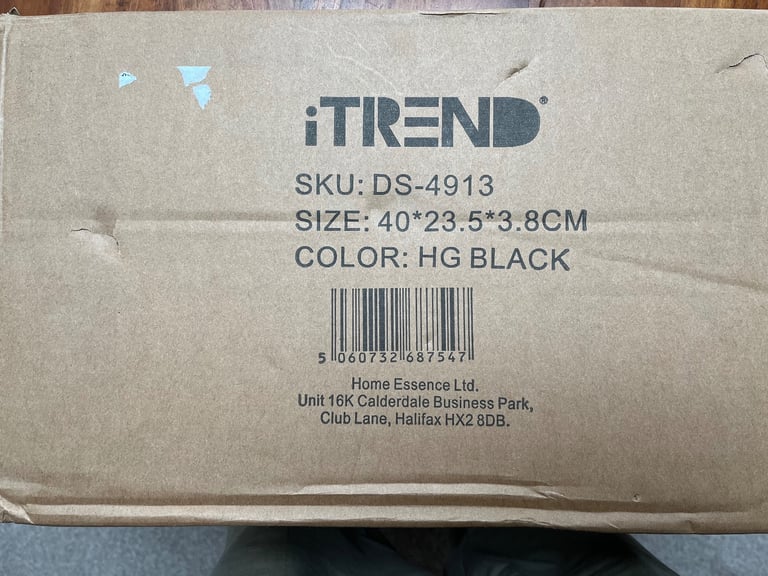 iTREND®
SKU: DS-4913
SIZE: 40*23.5*3.8CM
COLOR: HG BLACK
5 060732 687547
Home Essence Ltd.
Unit 16K Calderdale Business Park,
Club Lane, Halifax HX2 8DB.